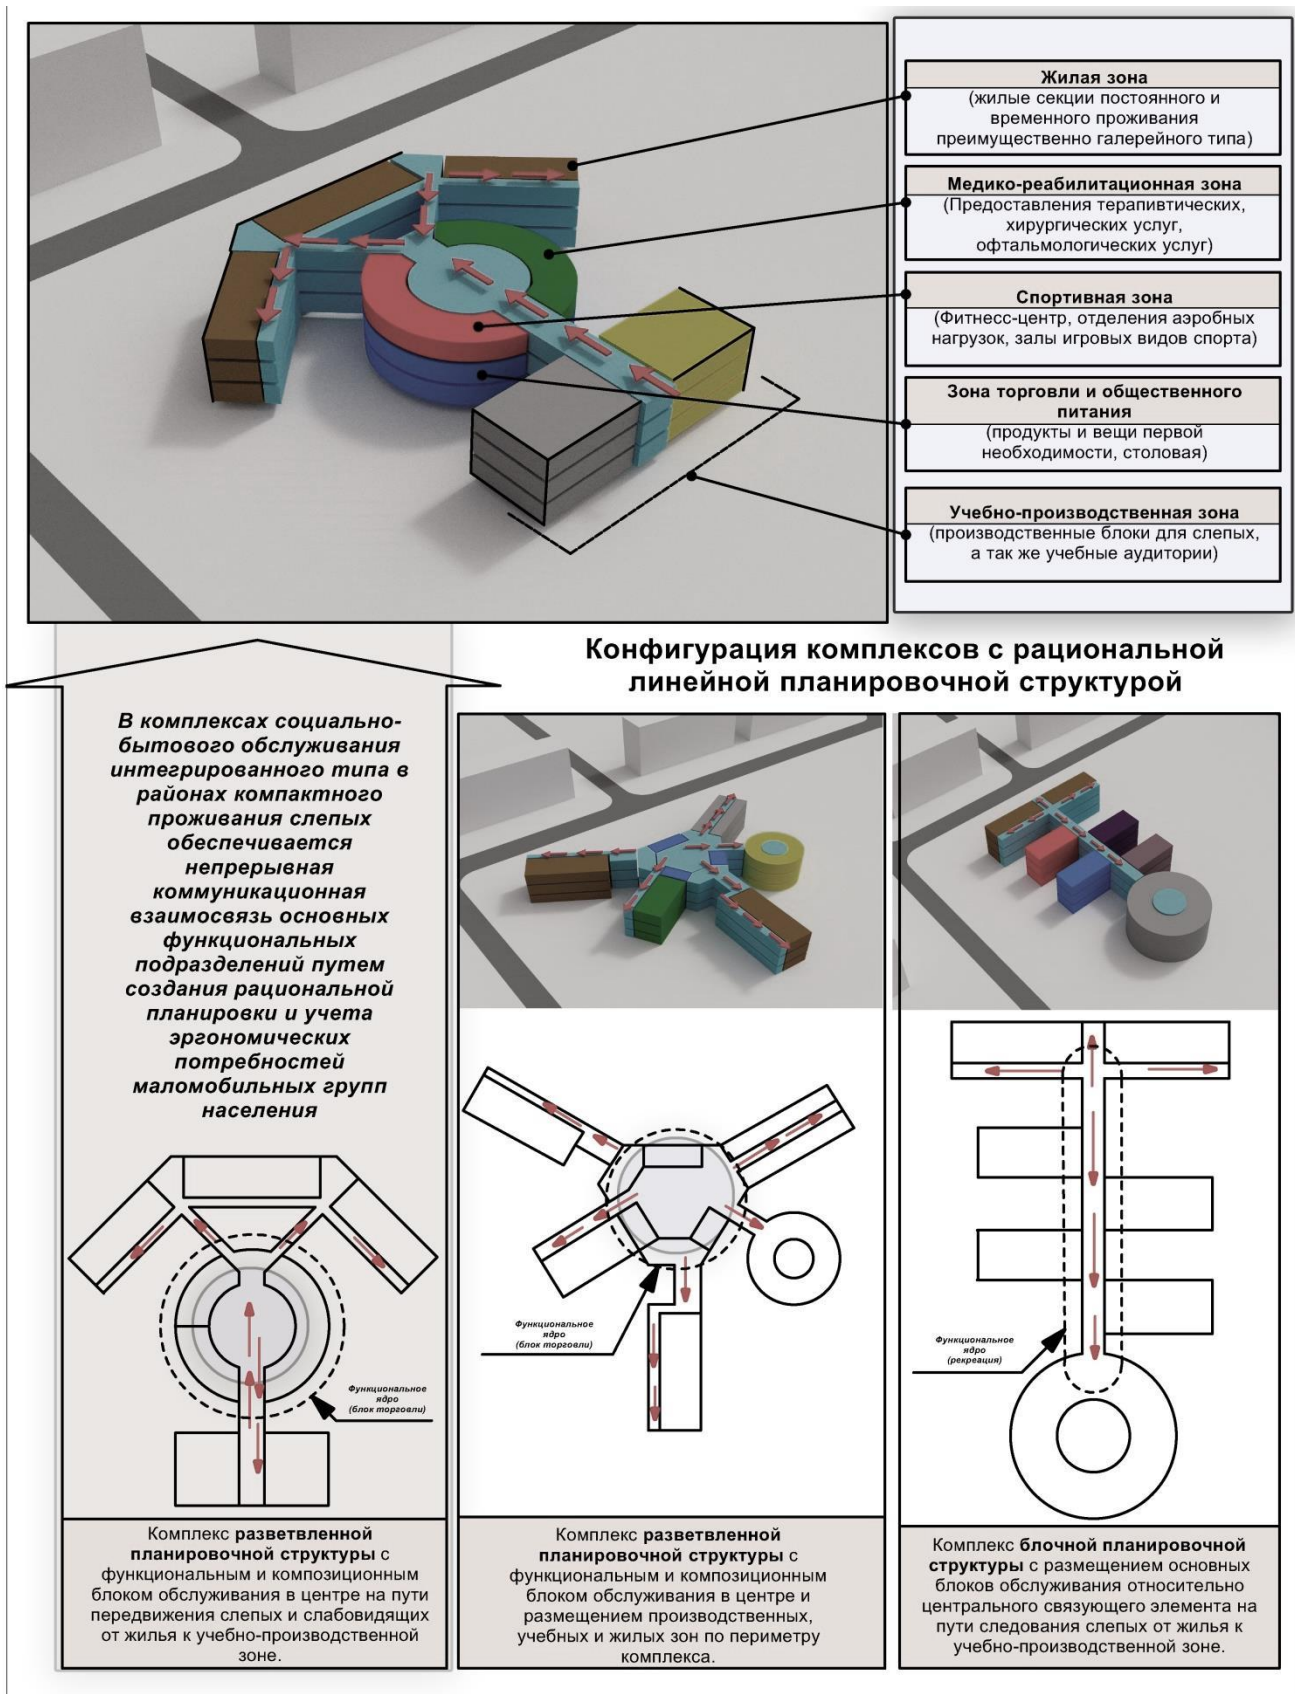 Жилая зона
(жилые секции постоянного и
временного проживания
преимущественно галерейного типа)
Медико-реабилитационная зона
(Предоставления терапивтических,
хирургических услуг,
офтальмологических услуг)
Спортивная зона
(Фитнесс-центр, отделения аэробных
нагрузок, залы игровых видов спорта)
Зона торговли и общественного
питания
(продукты и вещи первой
необходимости, столовая)
Учебно-производственная зона
(производственные блоки для слепых,
а так же учебные аудитории)
Конфигурация комплексов с рациональной
линейной планировочной структурой
В комплексах социально-
бытового обслуживания
интегрированного типа в
районах компактного
проживания слепых
обеспечивается
непрерывная
коммуникационная
взаимосвязь основных
функциональных
подразделений путем
создания рациональной
планировки и учета
эргономических
потребностей
маломобильных групп
населения
Функциональное
ядро
(блок торговли)
Функциональное
ядро
(блок торговли)
Функциональное
ядро
(рекреация)
Комплекс разветвленной
планировочной структуры с
функциональным и композиционным
блоком обслуживания в центре на пути
передвижения слепых и слабовидящих
от жилья к учебно-производственной
зоне.
Комплекс разветвленной
планировочной структуры с
функциональным и композиционным
блоком обслуживания в центре и
размещением производственных,
учебных и жилых зон по периметру
комплекса.
Комплекс блочной планировочной
структуры с размещением основных
блоков обслуживания относительно
центрального связующего элемента на
пути следования слепых от жилья к
учебно-производственной зоне.